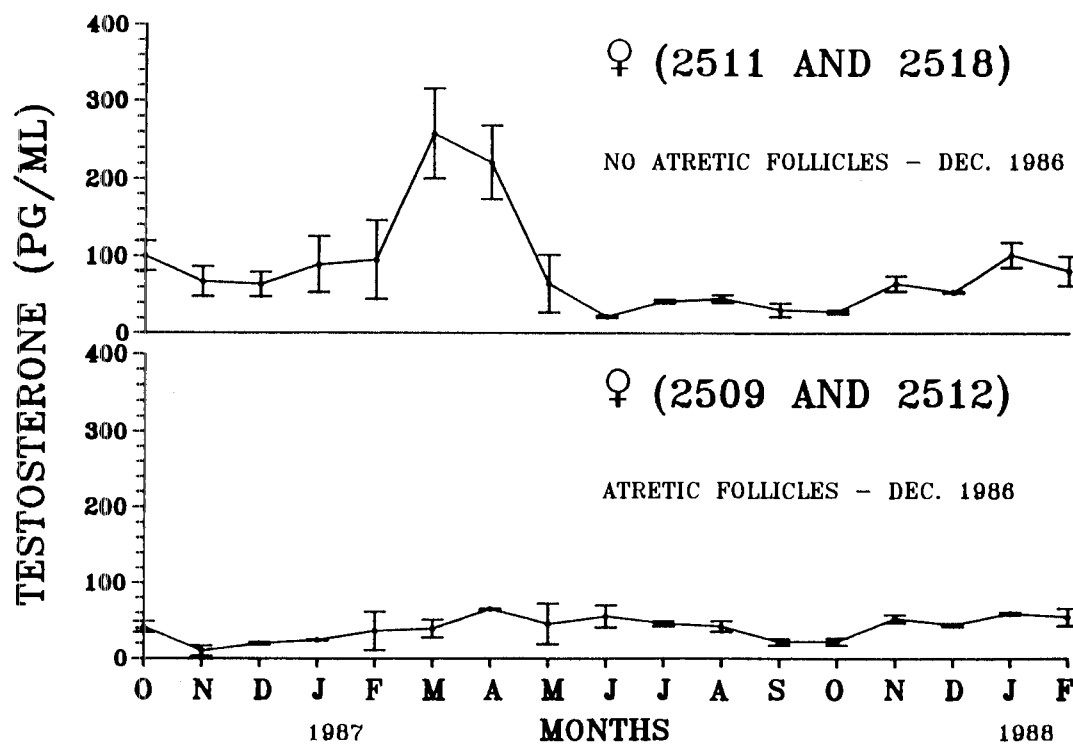 TESTOSTERONE (PG/ML)
400
300
200
100
0
♀ (2511 AND 2518)
NO ATRETIC FOLLICLES – DEC. 1986
400
300
200
100
0
♀ (2509 AND 2512)
ATRETIC FOLLICLES – DEC. 1986
O N D J F M A M J J A S O N D J F
1987 MONTHS 1988